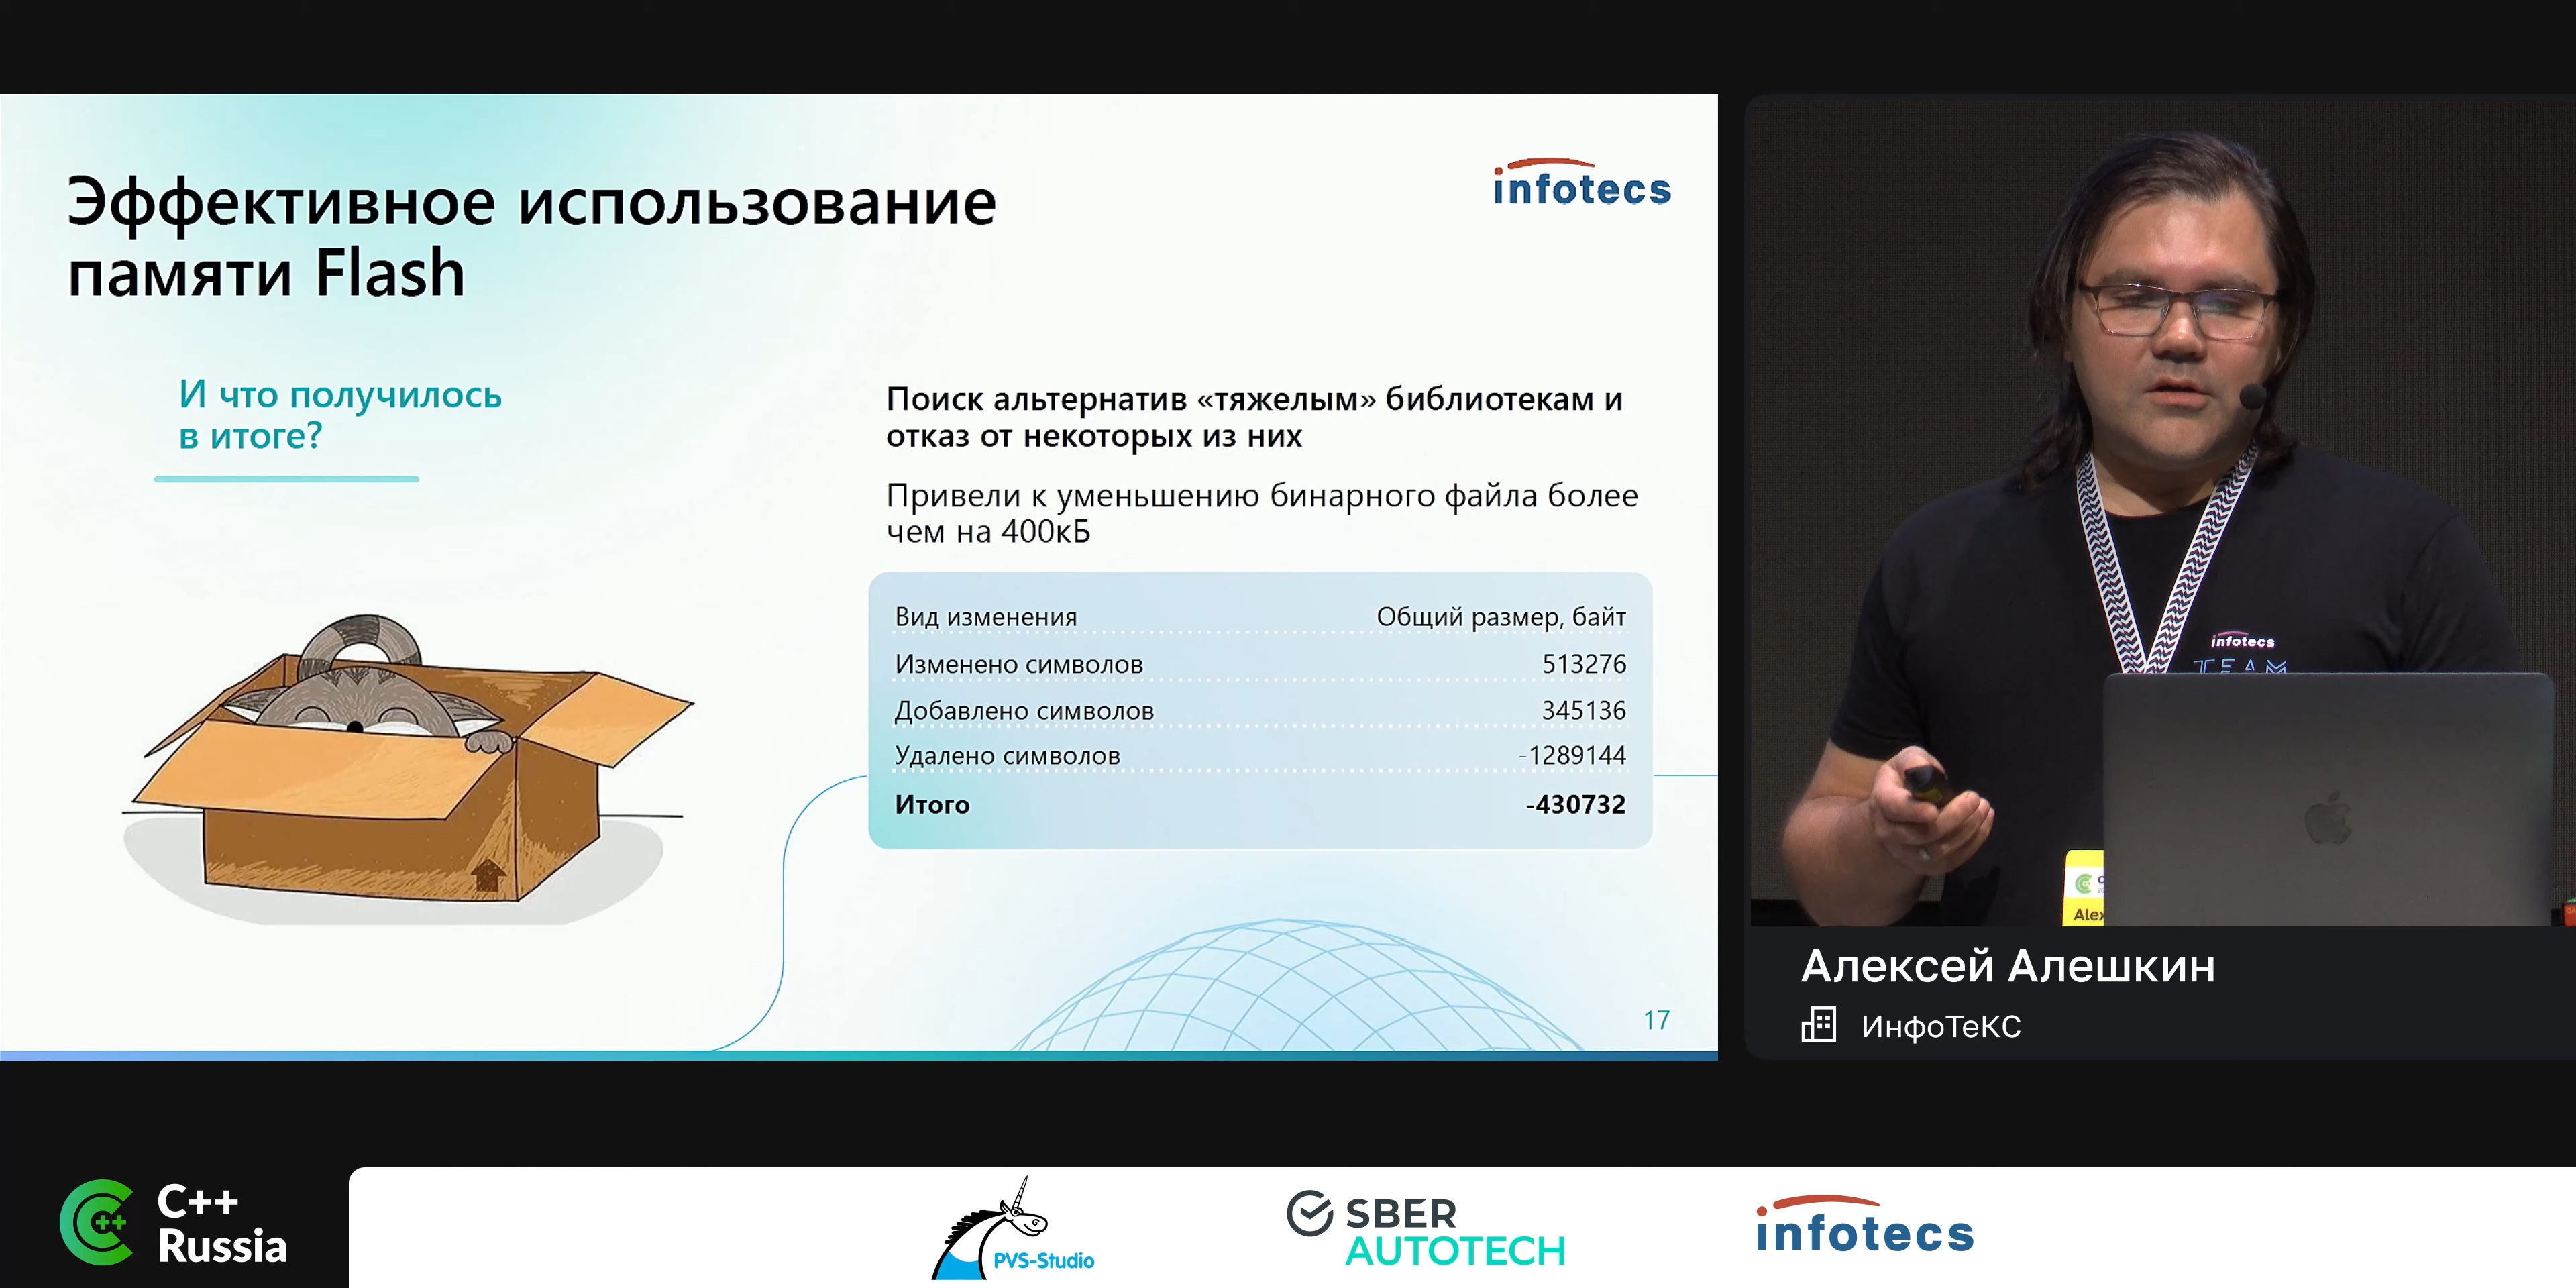 Эффективное использование
памяти Flash
infotecs
И что получилось
в итоге?
Поиск альтернатив «тяжелым» библиотекам и
отказ от некоторых из них
Привели к уменьшению бинарного файла более
чем на 400кБ
Вид изменения Общий размер, байт
Изменено символов 513276
Добавлено символов 345136
Удалено символов -1289144
Итого -430732
17
infotecs
TEAM
Alex
Алексей Алешкин
ИнфоТеКС
C++
Russia
PVS-Studio
SBER
AUTOTECH
infotecs